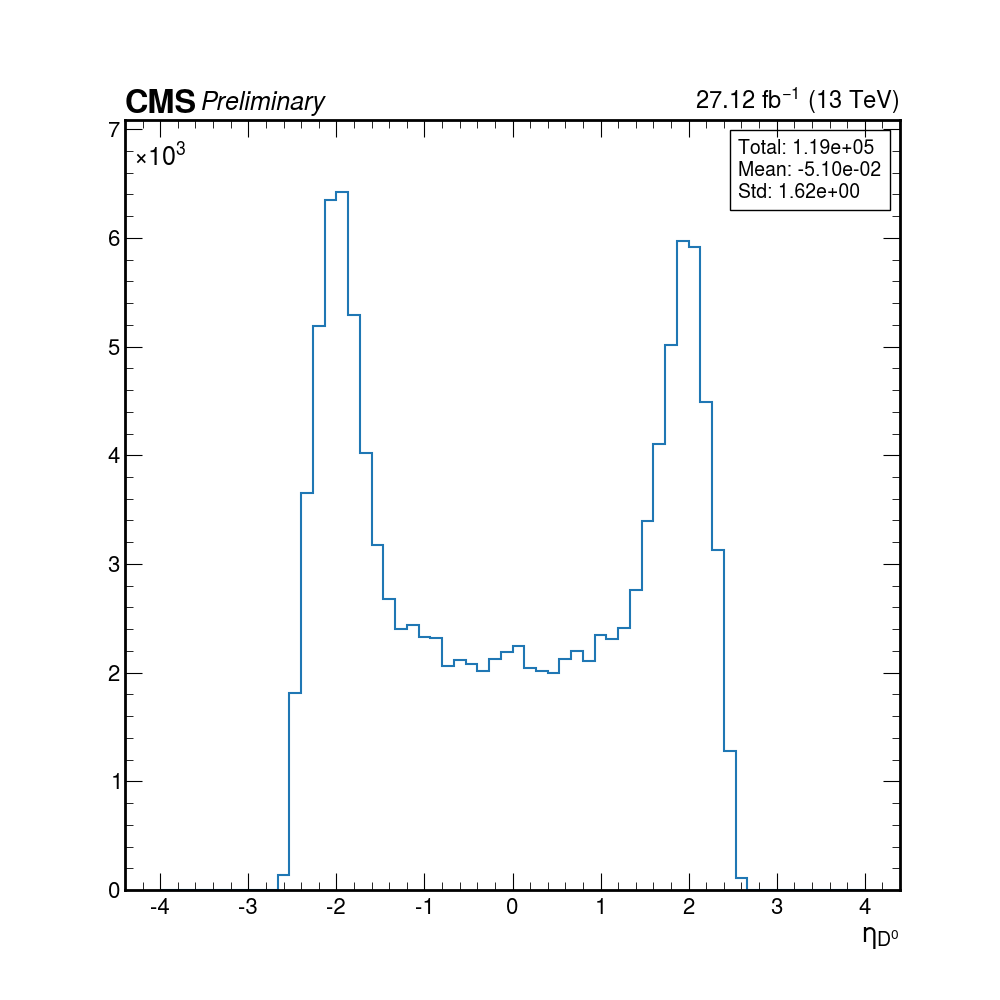 CMS Preliminary 27.12 fb⁻¹ (13 TeV)
7
×10³
Total: 1.19e+05
Mean: -5.10e-02
Std: 1.62e+00
6
5
4
3
2
1
0
-4 -3 -2 -1 0 1 2 3 4
η_D⁰